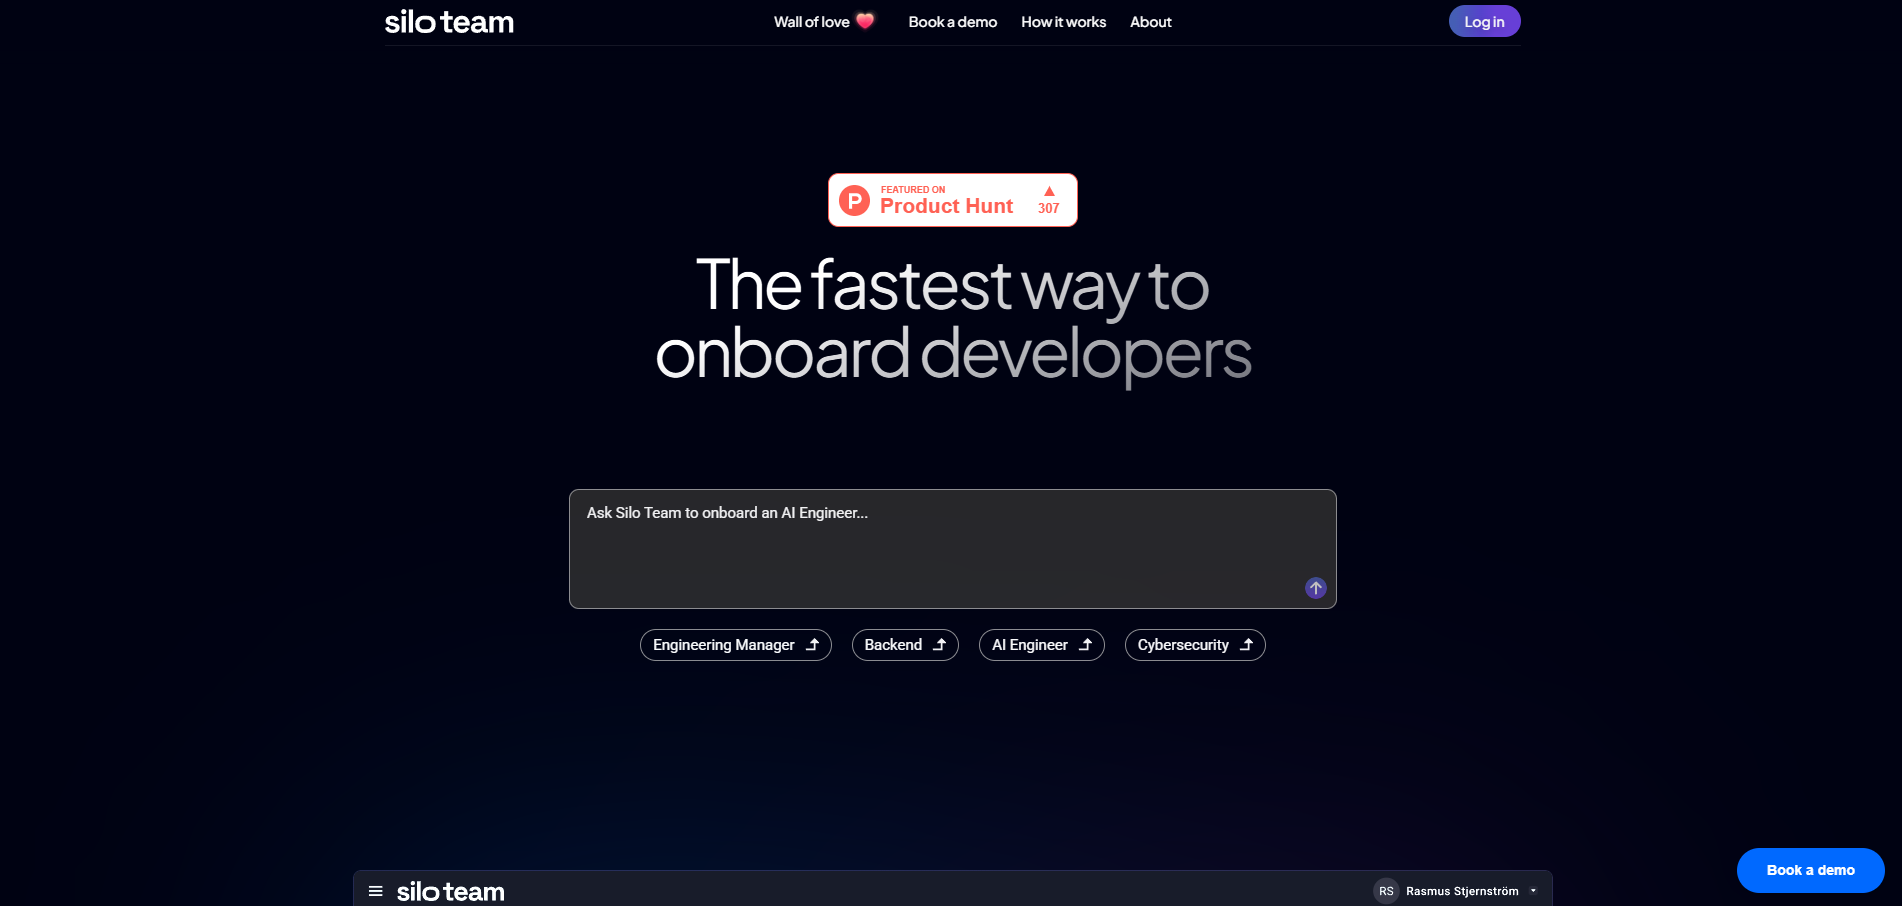 silo team
Wall of love
Book a demo
How it works
About
Log in
P
FEATURED ON
Product Hunt
307
The fastest way to
onboard developers
Ask Silo Team to onboard an AI Engineer...
Engineering Manager
Backend
AI Engineer
Cybersecurity
Book a demo
silo team
RS
Rasmus Stjernström